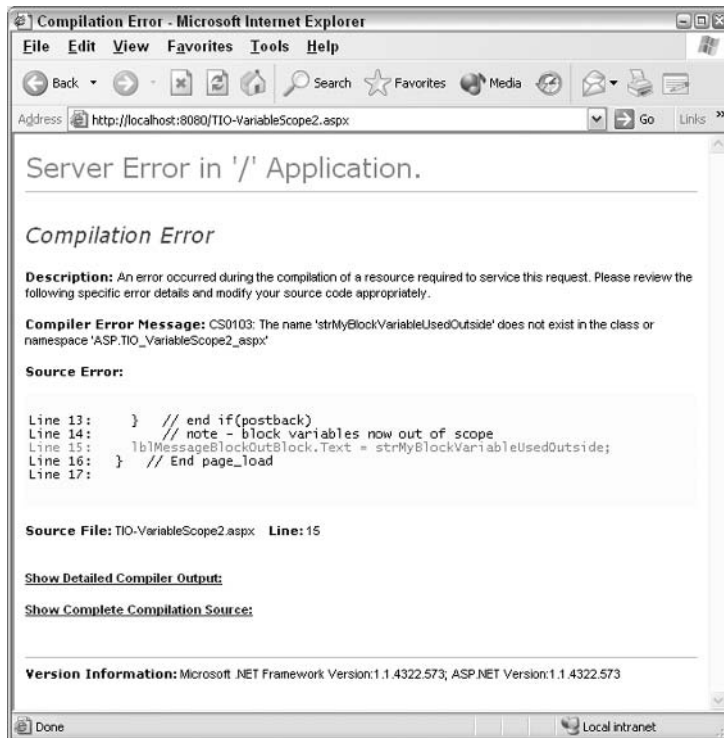 Compilation Error - Microsoft Internet Explorer
File Edit View Favorites Tools Help
Back Search Favorites Media
Address http://localhost:8080/TIO-VariableScope2.aspx Go Links »
Server Error in '/' Application.
Compilation Error
Description: An error occurred during the compilation of a resource required to service this request. Please review the
following specific error details and modify your source code appropriately.
Compiler Error Message: CS0103: The name 'strMyBlockVariableUsedOutside' does not exist in the class or
namespace 'ASP.TIO_VariableScope2_aspx'
Source Error:
Line 13:     }   // end if(postback)
Line 14:         // note - block variables now out of scope
Line 15:     lblMessageBlockOutBlock.Text = strMyBlockVariableUsedOutside;
Line 16:   }   // End page_load
Line 17:
Source File: TIO-VariableScope2.aspx Line: 15
Show Detailed Compiler Output:
Show Complete Compilation Source:
Version Information: Microsoft .NET Framework Version:1.1.4322.573; ASP.NET Version:1.1.4322.573
Done Local intranet